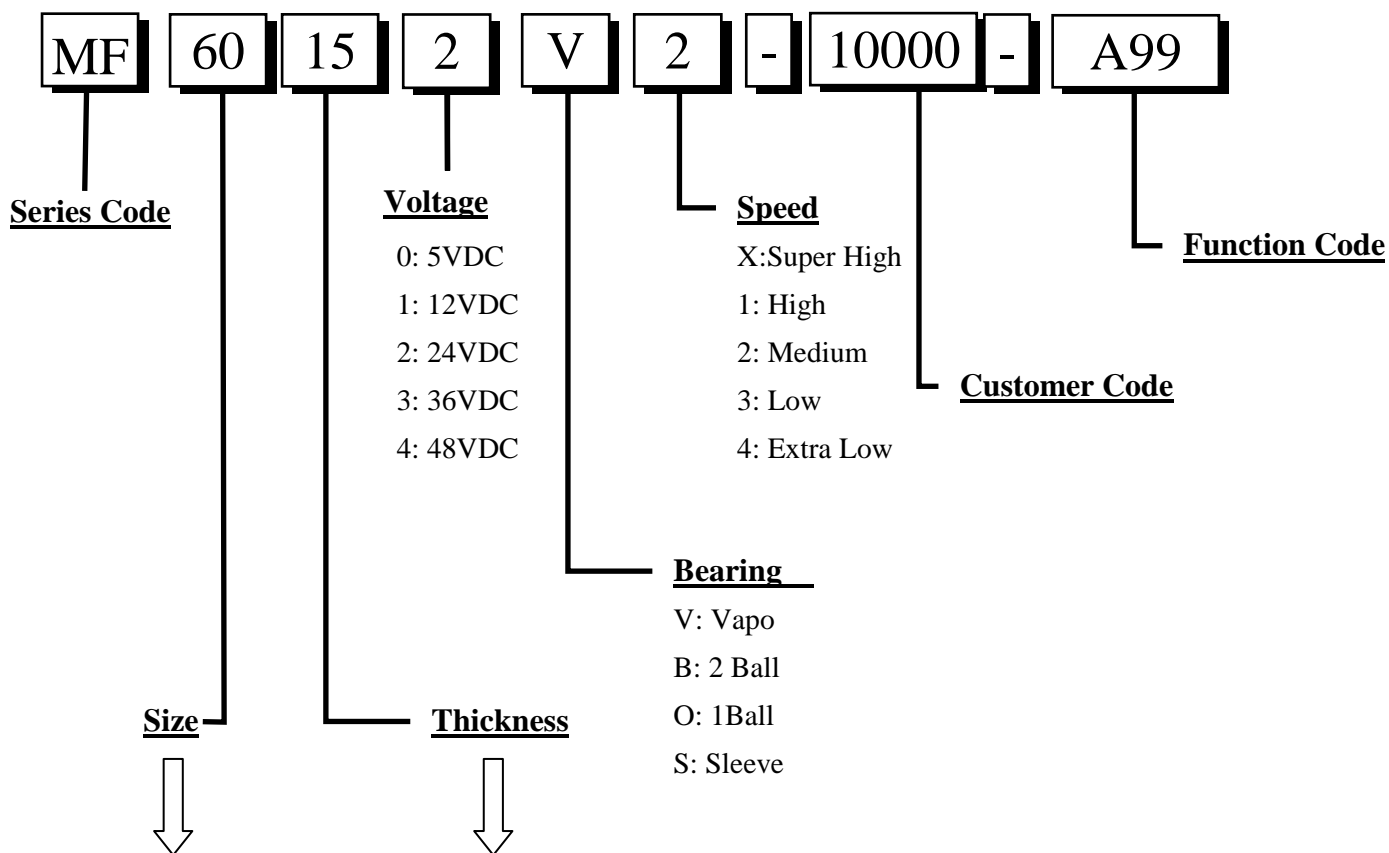 MF 60 15 2 V 2 - 10000 - A99
Series Code
Voltage
0: 5VDC
1: 12VDC
2: 24VDC
3: 36VDC
4: 48VDC
Speed
X:Super High
1: High
2: Medium
3: Low
4: Extra Low
Function Code
Customer Code
Bearing
V: Vapo
B: 2 Ball
O: 1Ball
S: Sleeve
Size
Thickness